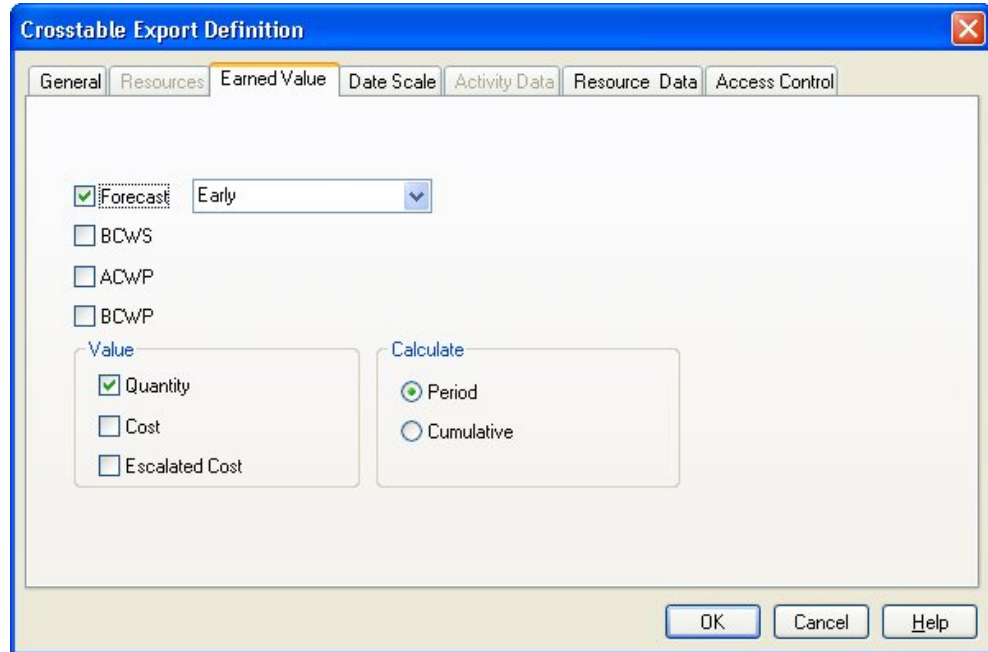 Crosstable Export Definition
General Resources Earned Value Date Scale Activity Data Resource Data Access Control
Forecast Early
BCWS
ACWP
BCWP
Value Calculate
Quantity Period
Cost Cumulative
Escalated Cost
OK Cancel Help